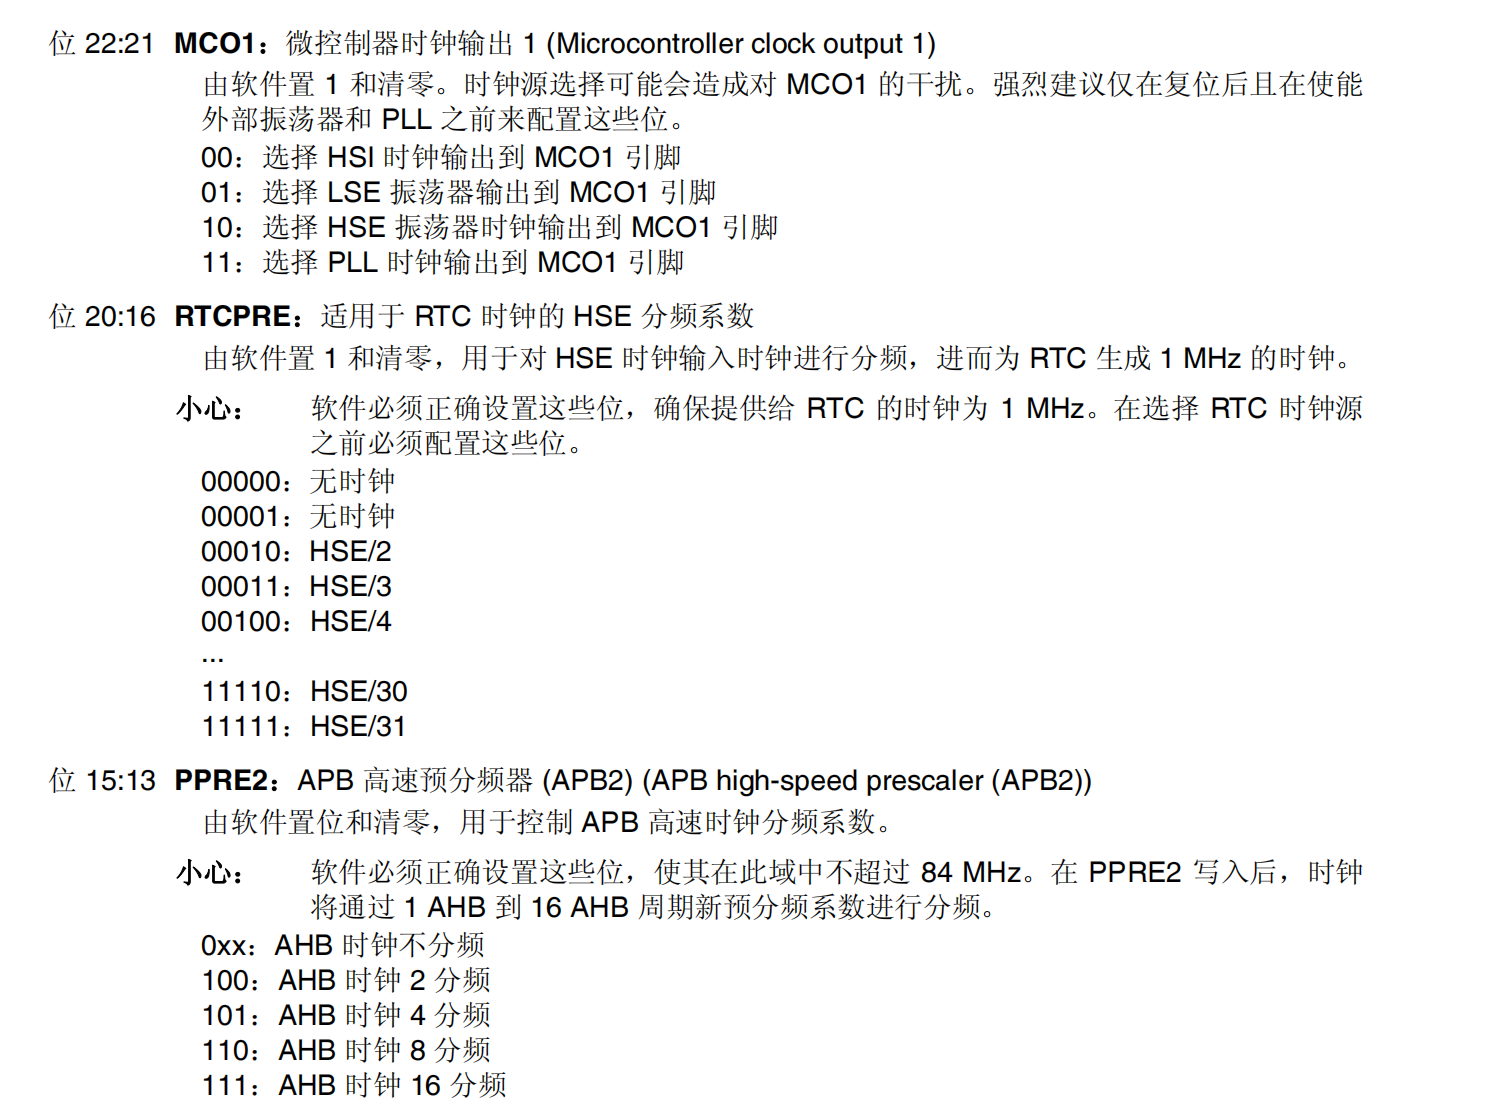 位 22:21 MCO1：微控制器时钟输出 1 (Microcontroller clock output 1)
由软件置 1 和清零。时钟源选择可能会造成对 MCO1 的干扰。强烈建议仅在复位后且在使能
外部振荡器和 PLL 之前来配置这些位。
00：选择 HSI 时钟输出到 MCO1 引脚
01：选择 LSE 振荡器输出到 MCO1 引脚
10：选择 HSE 振荡器时钟输出到 MCO1 引脚
11：选择 PLL 时钟输出到 MCO1 引脚
位 20:16 RTCPRE：适用于 RTC 时钟的 HSE 分频系数
由软件置 1 和清零，用于对 HSE 时钟输入时钟进行分频，进而为 RTC 生成 1 MHz 的时钟。
小心： 软件必须正确设置这些位，确保提供给 RTC 的时钟为 1 MHz。在选择 RTC 时钟源
之前必须配置这些位。
00000：无时钟
00001：无时钟
00010：HSE/2
00011：HSE/3
00100：HSE/4
...
11110：HSE/30
11111：HSE/31
位 15:13 PPRE2：APB 高速预分频器 (APB2) (APB high-speed prescaler (APB2))
由软件置位和清零，用于控制 APB 高速时钟分频系数。
小心： 软件必须正确设置这些位，使其在此域中不超过 84 MHz。在 PPRE2 写入后，时钟
将通过 1 AHB 到 16 AHB 周期新预分频系数进行分频。
0xx：AHB 时钟不分频
100：AHB 时钟 2 分频
101：AHB 时钟 4 分频
110：AHB 时钟 8 分频
111：AHB 时钟 16 分频